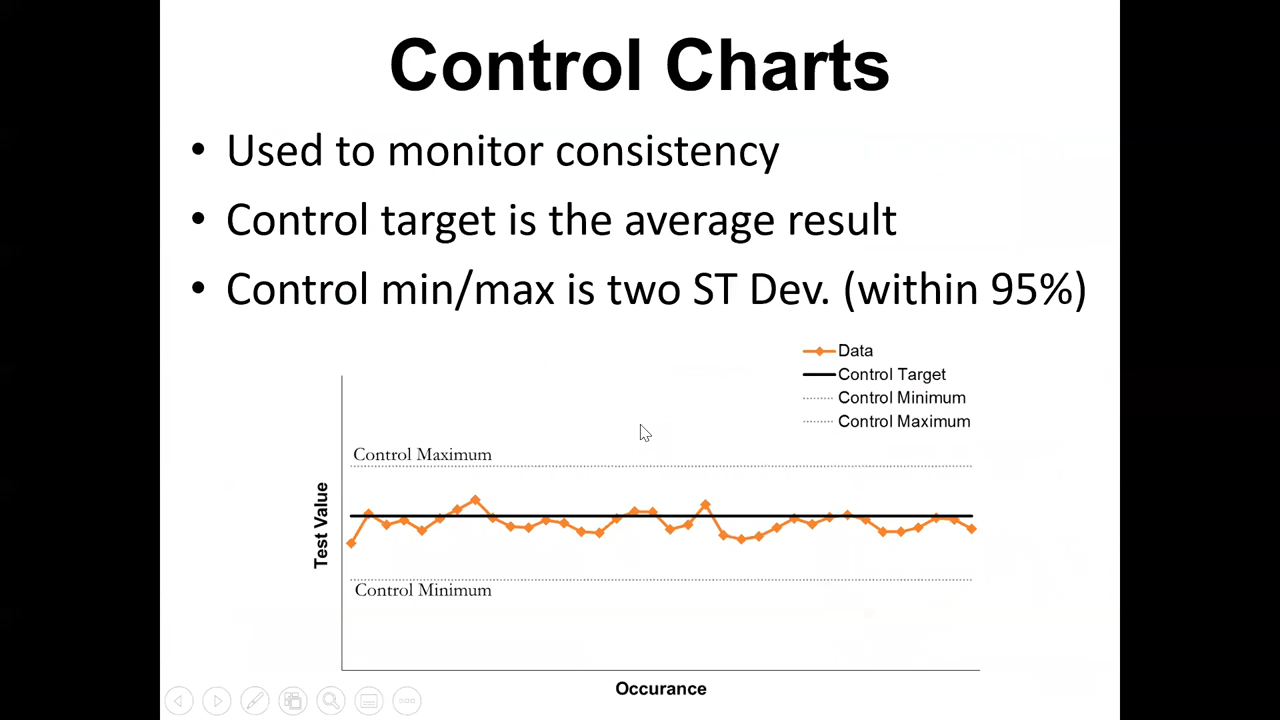 Control Charts
• Used to monitor consistency
• Control target is the average result
• Control min/max is two ST Dev. (within 95%)
Data
Control Target
Control Minimum
Control Maximum
Control Maximum
Test Value
Control Minimum
Occurance